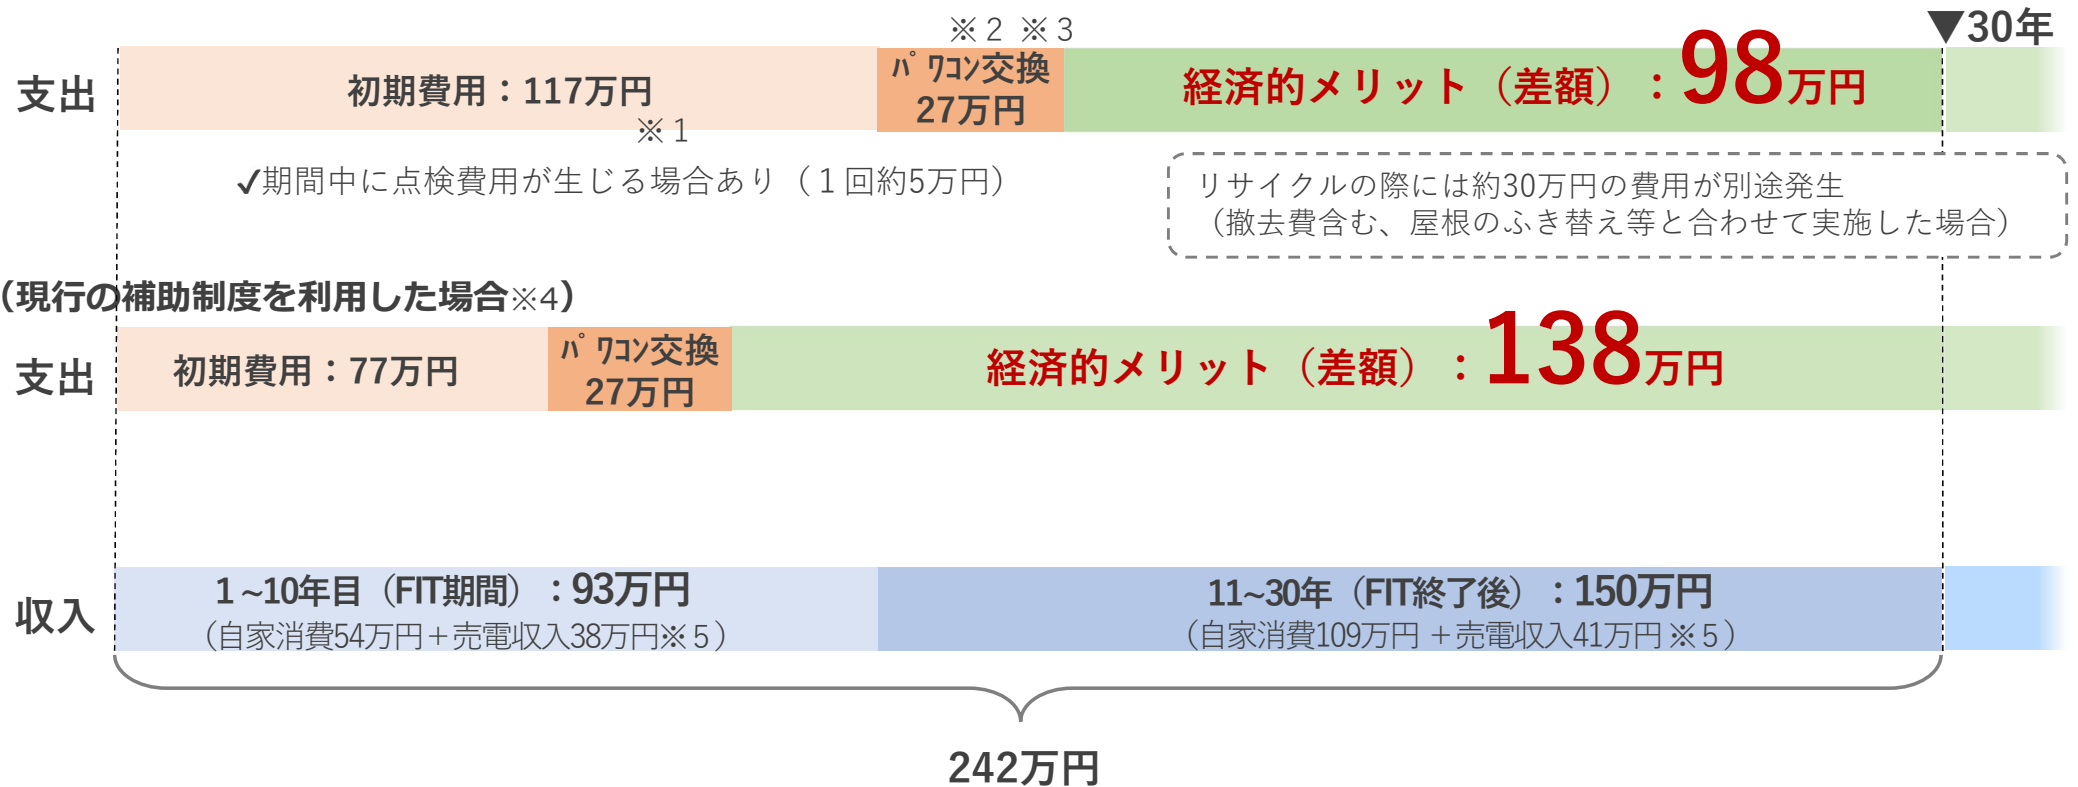 ※２ ※３
▼30年
支出
初期費用：117万円
※１
ﾊﾟﾜｺﾝ交換
27万円
経済的メリット（差額）：98万円
✓期間中に点検費用が生じる場合あり（１回約5万円）
リサイクルの際には約30万円の費用が別途発生
（撤去費含む、屋根のふき替え等と合わせて実施した場合）
（現行の補助制度を利用した場合※4）
支出
初期費用：77万円
ﾊﾟﾜｺﾝ交換
27万円
経済的メリット（差額）：138万円
収入
１~10年目（FIT期間）：93万円
（自家消費54万円＋売電収入38万円※５）
11~30年（FIT終了後）：150万円
（自家消費109万円＋売電収入41万円※５）
242万円